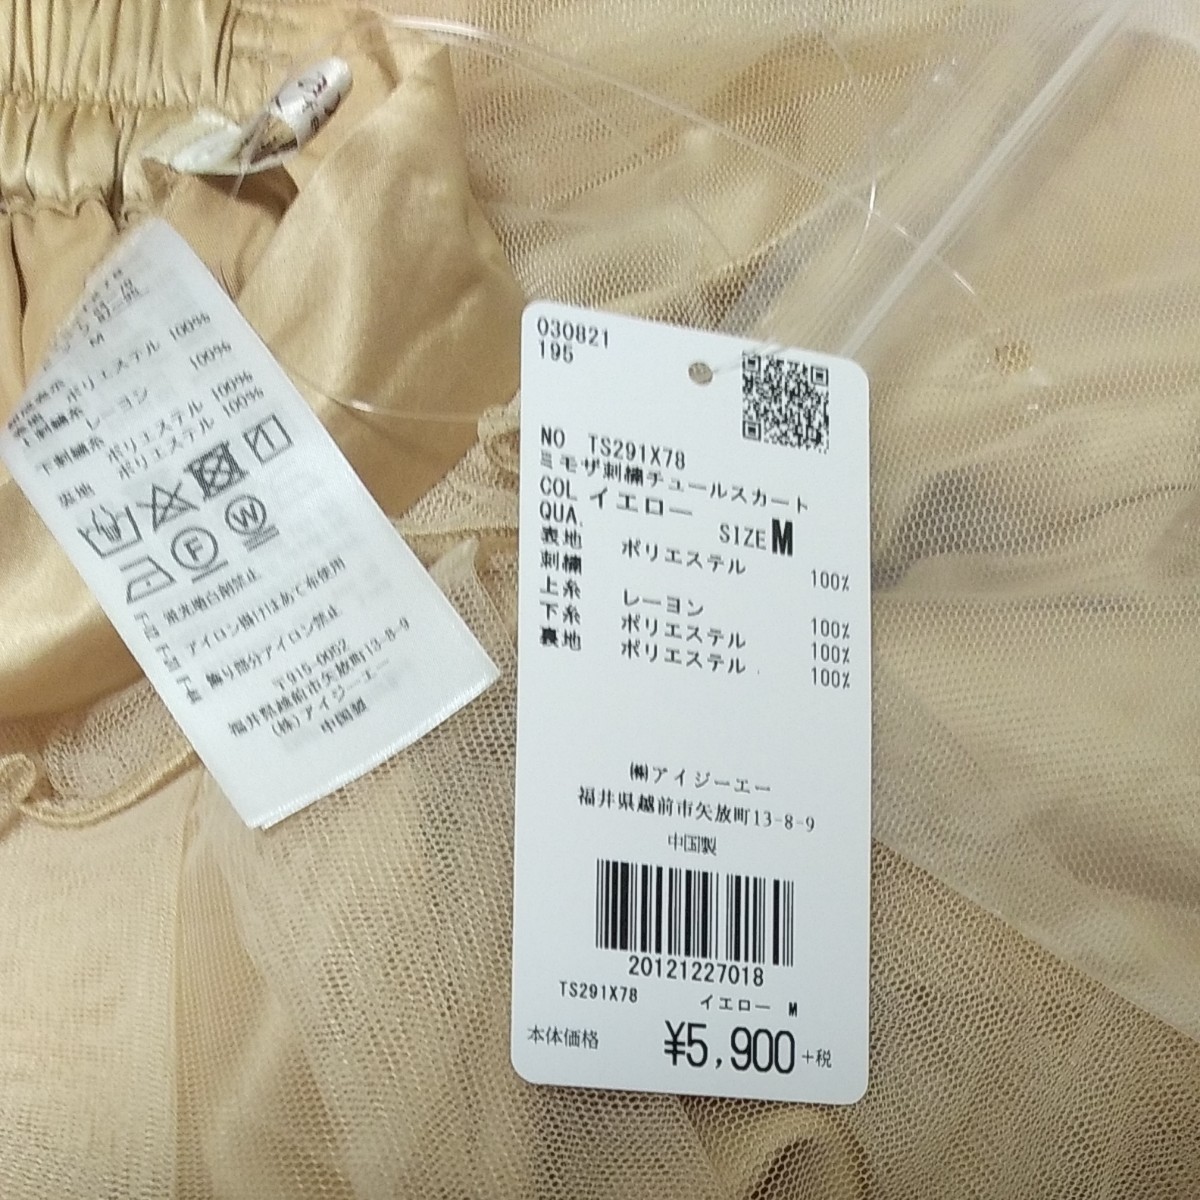 030821
195
NO TS291X78
ミモザ刺繍チュールスカート
COL イエロー
SIZE M
QUA.
表地 ポリエステル 100%
刺繍
上糸 レーヨン 100%
下糸 ポリエステル 100%
裏地 ポリエステル 100%
㈱アイジーエー
福井県越前市矢放町13-8-9
中国製
20121227018
TS291X78 イエロー M
本体価格 ¥5,900+税
M
ポリエステル 100%
レーヨン 100%
下刺繍糸 ポリエステル 100%
裏地 ポリエステル 100%
F
W
蛍光増白剤禁止
アイロン掛けはあて布使用
飾り部分アイロン禁止
〒915-0052
福井県越前市矢放町13-8-9
(株)アイジーエー
中国製